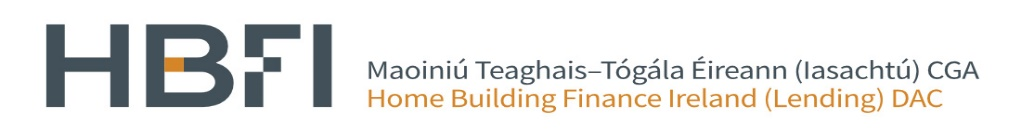 HBFI
Maoiniú Teaghais–Tógála Éireann (Iasachtú) CGA
Home Building Finance Ireland (Lending) DAC